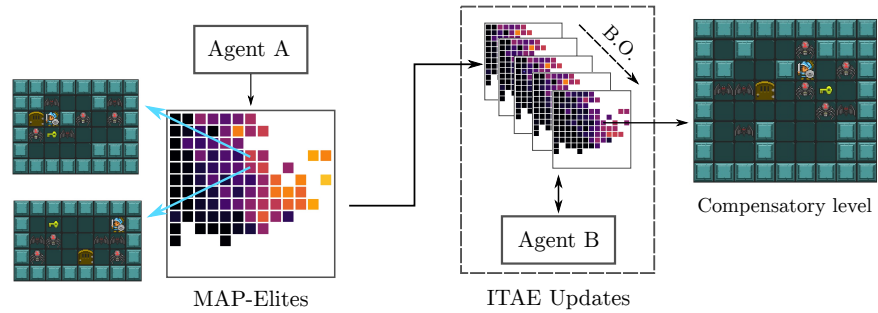 Agent A
MAP-Elites
B.O.
Agent B
ITAE Updates
Compensatory level